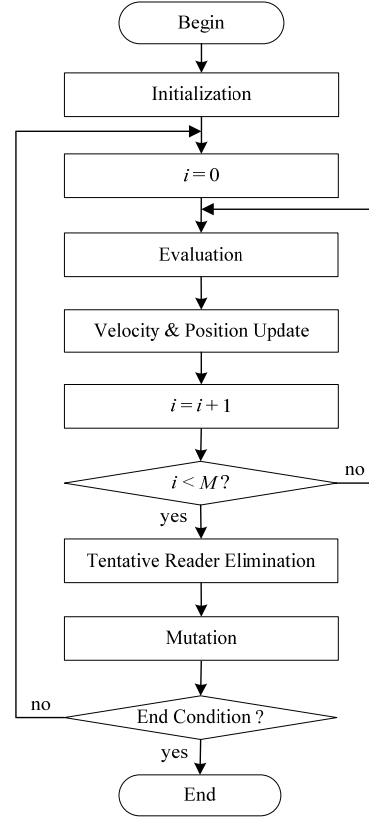 Begin
Initialization
i = 0
Evaluation
Velocity & Position Update
i = i + 1
i < M ?
no
yes
Tentative Reader Elimination
Mutation
End Condition ?
no
yes
End